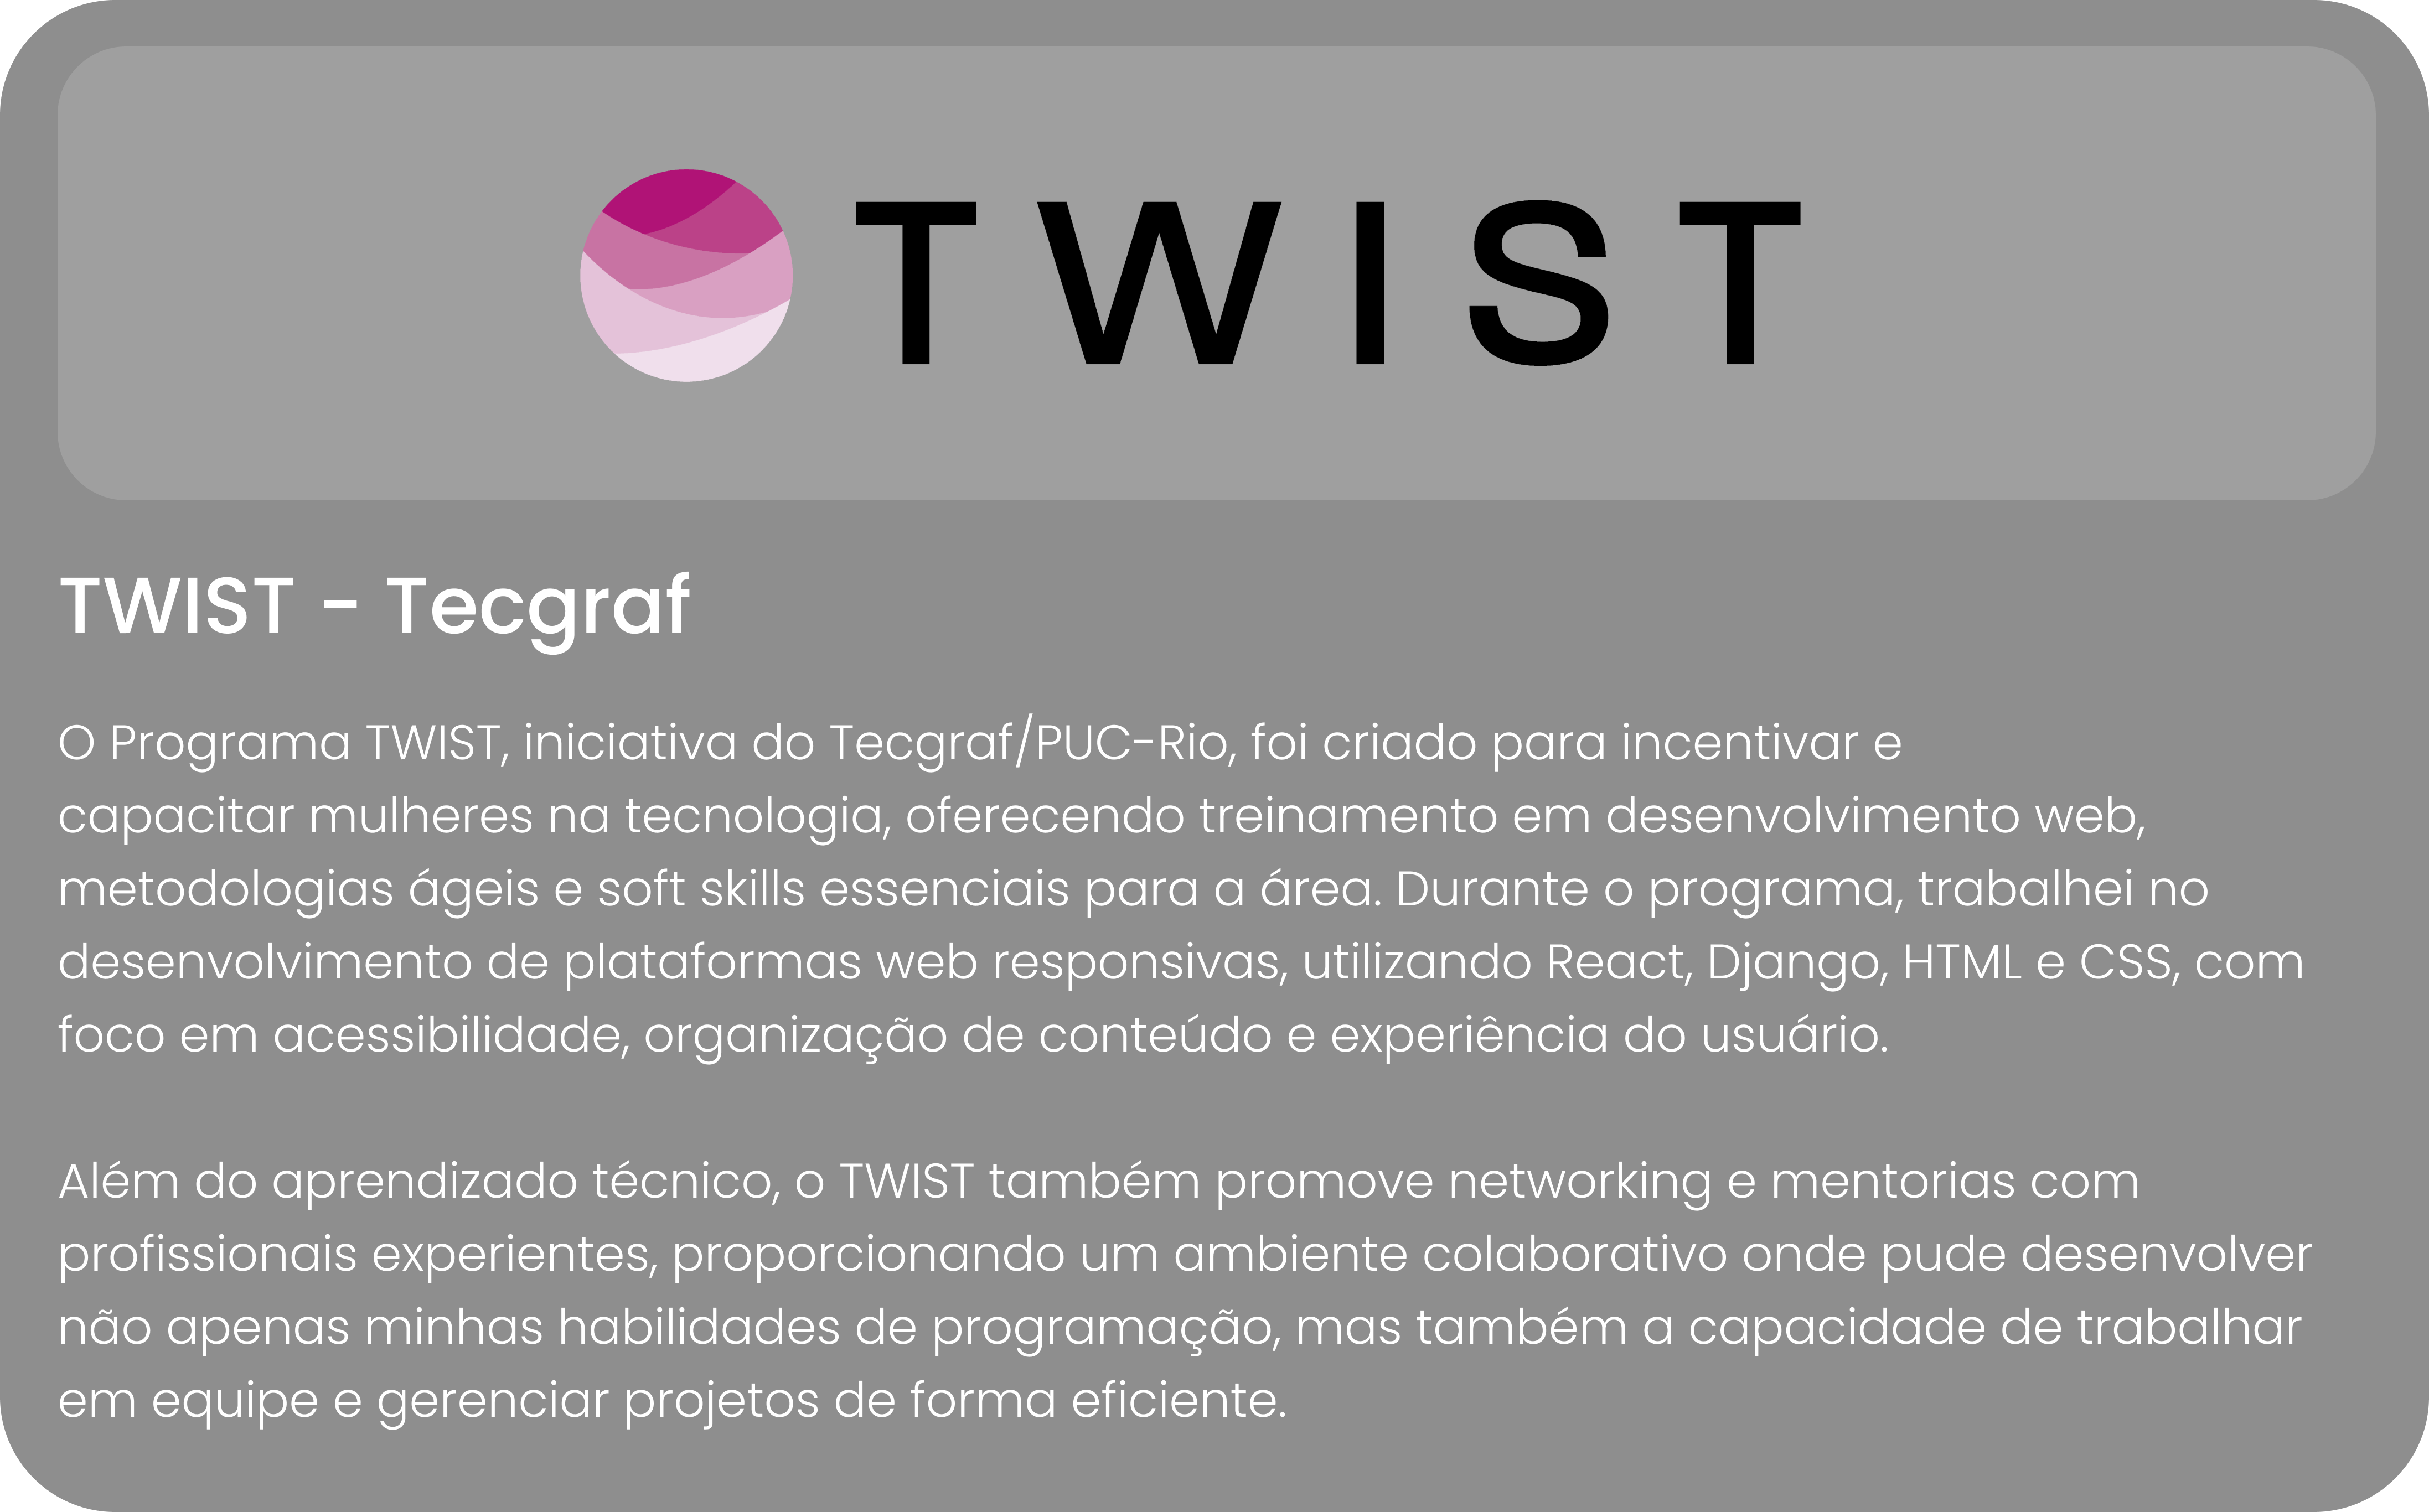 TWIST
TWIST - Tecgraf
O Programa TWIST, iniciativa do Tecgraf/PUC-Rio, foi criado para incentivar e
capacitar mulheres na tecnologia, oferecendo treinamento em desenvolvimento web,
metodologias ágeis e soft skills essenciais para a área. Durante o programa, trabalhei no
desenvolvimento de plataformas web responsivas, utilizando React, Django, HTML e CSS, com
foco em acessibilidade, organização de conteúdo e experiência do usuário.
Além do aprendizado técnico, o TWIST também promove networking e mentorias com
profissionais experientes, proporcionando um ambiente colaborativo onde pude desenvolver
não apenas minhas habilidades de programação, mas também a capacidade de trabalhar
em equipe e gerenciar projetos de forma eficiente.